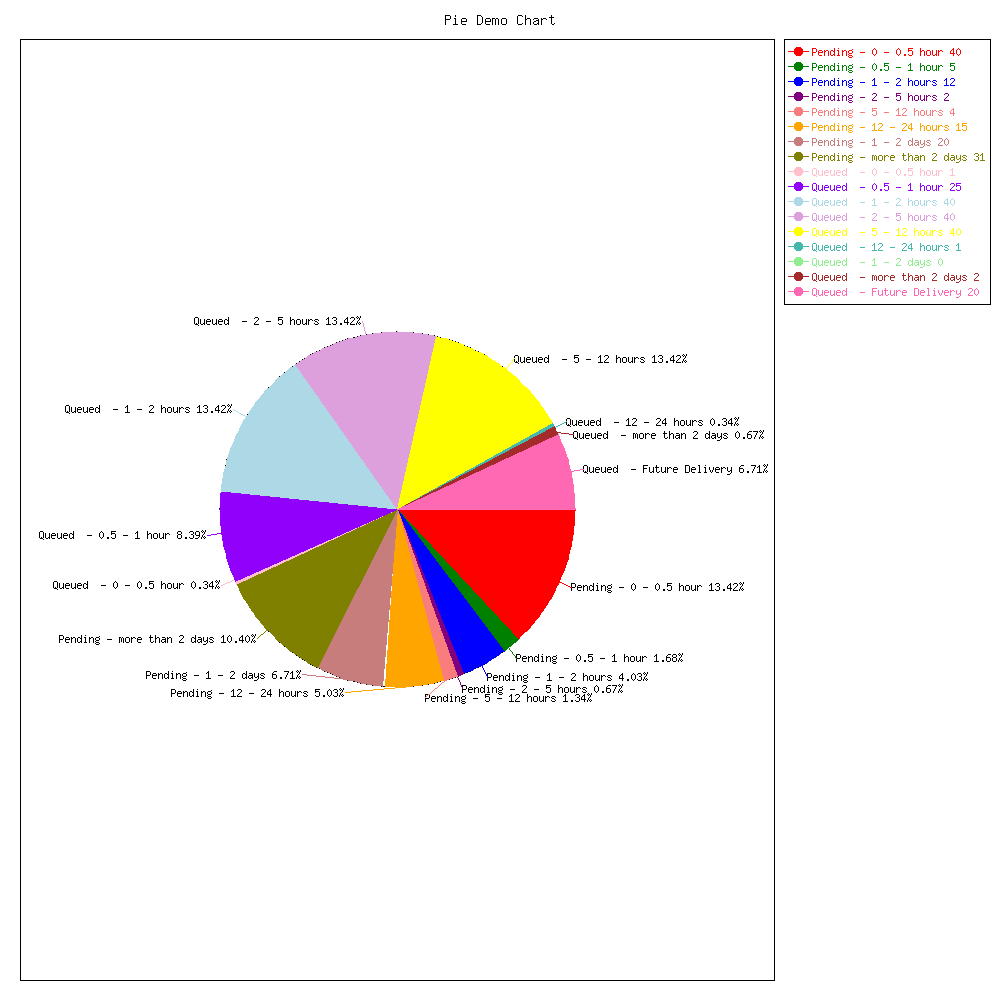 Pie Demo Chart
Pending - 0 - 0.5 hour 40
Pending - 0.5 - 1 hour 5
Pending - 1 - 2 hours 12
Pending - 2 - 5 hours 2
Pending - 5 - 12 hours 4
Pending - 12 - 24 hours 15
Pending - 1 - 2 days 20
Pending - more than 2 days 31
Queued  - 0 - 0.5 hour 1
Queued  - 0.5 - 1 hour 25
Queued  - 1 - 2 hours 40
Queued  - 2 - 5 hours 40
Queued  - 5 - 12 hours 40
Queued  - 12 - 24 hours 1
Queued  - 1 - 2 days 0
Queued  - more than 2 days 2
Queued  - Future Delivery 20
Queued  - 2 - 5 hours 13.42%
Queued  - 5 - 12 hours 13.42%
Queued  - 1 - 2 hours 13.42%
Queued  - 12 - 24 hours 0.34%
Queued  - more than 2 days 0.67%
Queued  - Future Delivery 6.71%
Queued  - 0.5 - 1 hour 8.39%
Queued  - 0 - 0.5 hour 0.34%
Pending - 0 - 0.5 hour 13.42%
Pending - more than 2 days 10.40%
Pending - 0.5 - 1 hour 1.68%
Pending - 1 - 2 days 6.71%
Pending - 1 - 2 hours 4.03%
Pending - 12 - 24 hours 5.03%
Pending - 2 - 5 hours 0.67%
Pending - 5 - 12 hours 1.34%